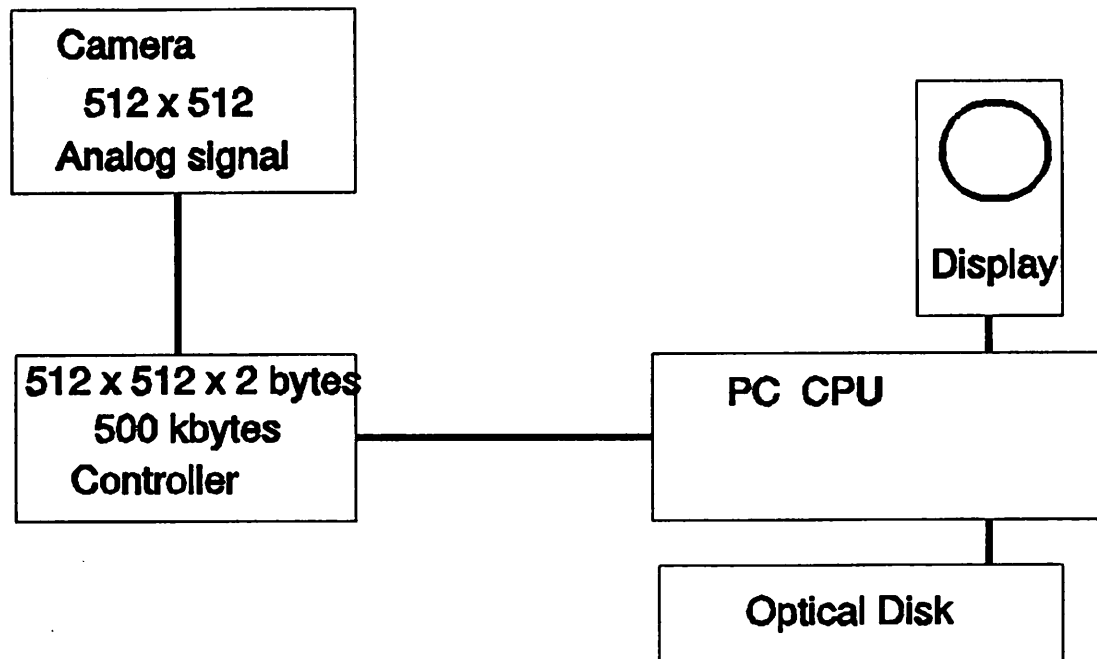 Camera
512 x 512
Analog signal
Display
512 x 512 x 2 bytes
500 kbytes
Controller
PC CPU
Optical Disk